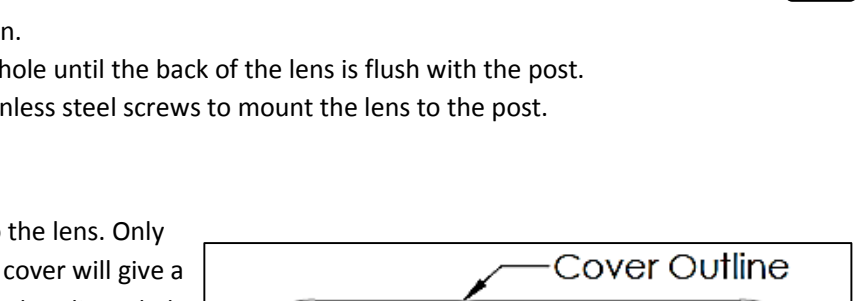 n.
hole until the back of the lens is flush with the post.
nless steel screws to mount the lens to the post.
the lens. Only
cover will give a
Cover Outline